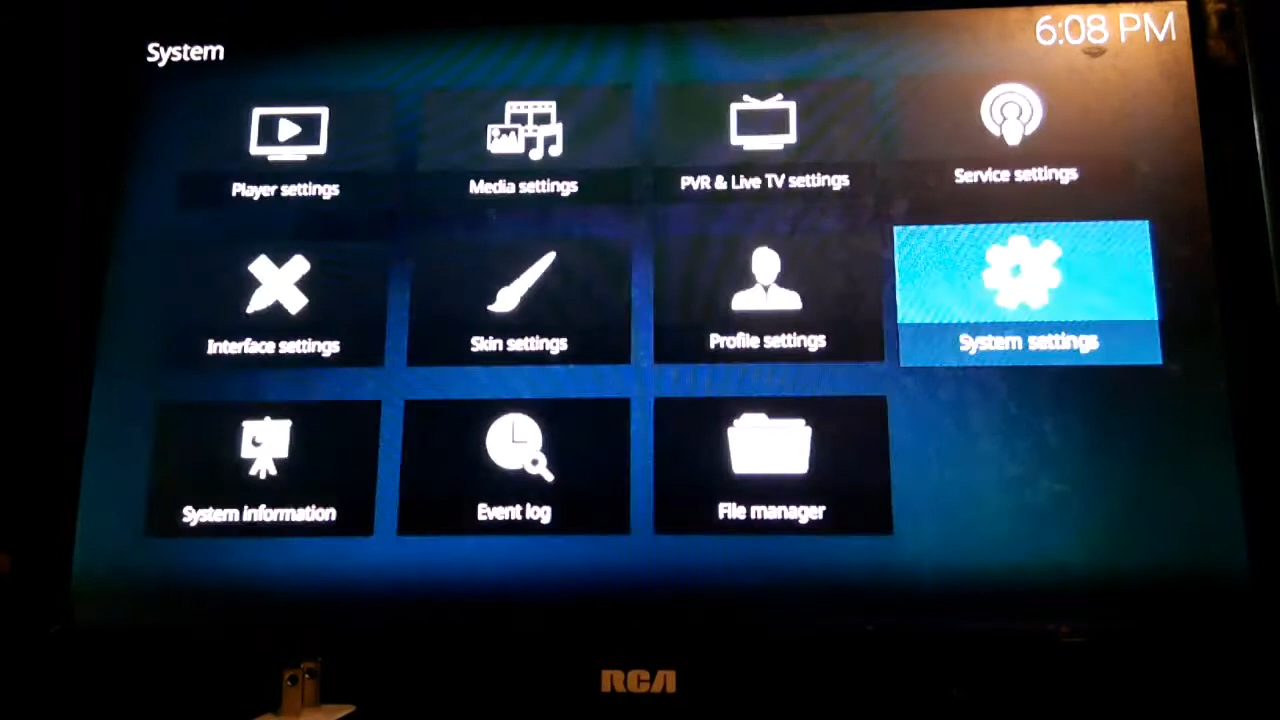 System
6:08 PM
Player settings
Media settings
PVR & Live TV settings
Service settings
Interface settings
Skin settings
Profile settings
System settings
System information
Event log
File manager
RCA